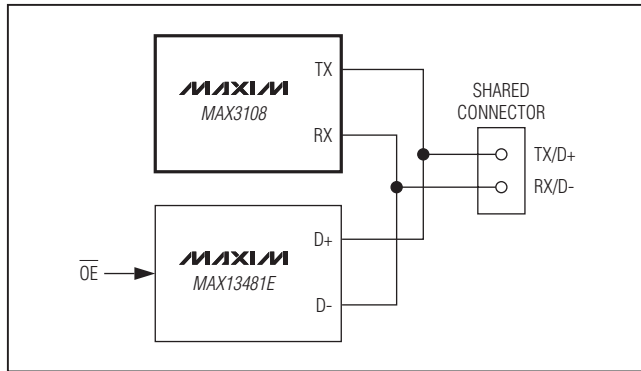 MAXIM
MAX3108
TX
RX
SHARED
CONNECTOR
TX/D+
RX/D-
OE
MAXIM
MAX13481E
D+
D-